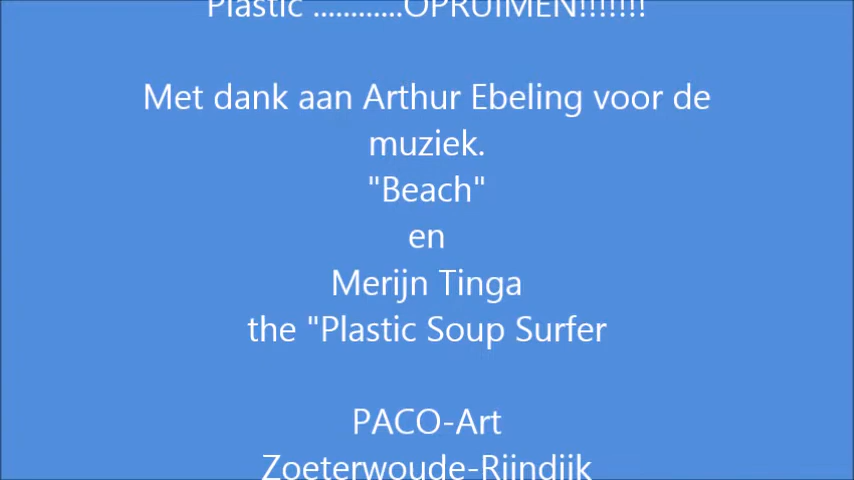 Plastic ............OPRUIMEN!!!!!!!
Met dank aan Arthur Ebeling voor de
muziek.
"Beach"
en
Merijn Tinga
the "Plastic Soup Surfer
PACO-Art
Zoeterwoude-Rijndijk